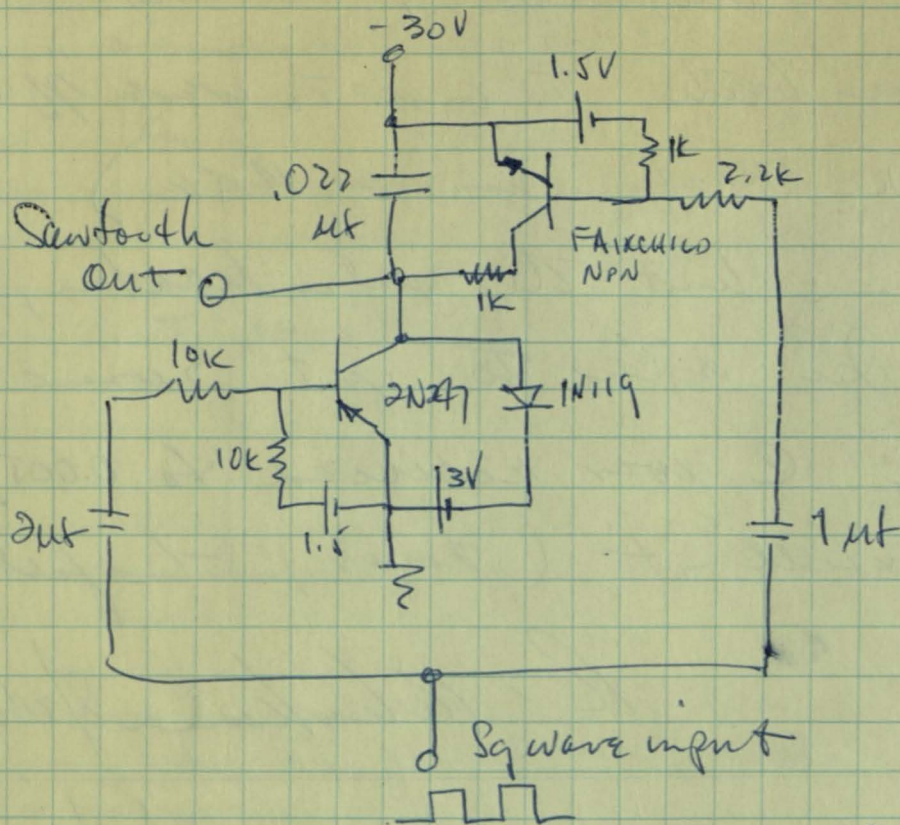 -30V
1.5V
1K
2.2K
.022
µf
Sawtooth
Out
FAIRCHILD
NPN
1K
10K
2N247
1N119
10K
3V
2µf
1.5
1 µf
Sq wave input